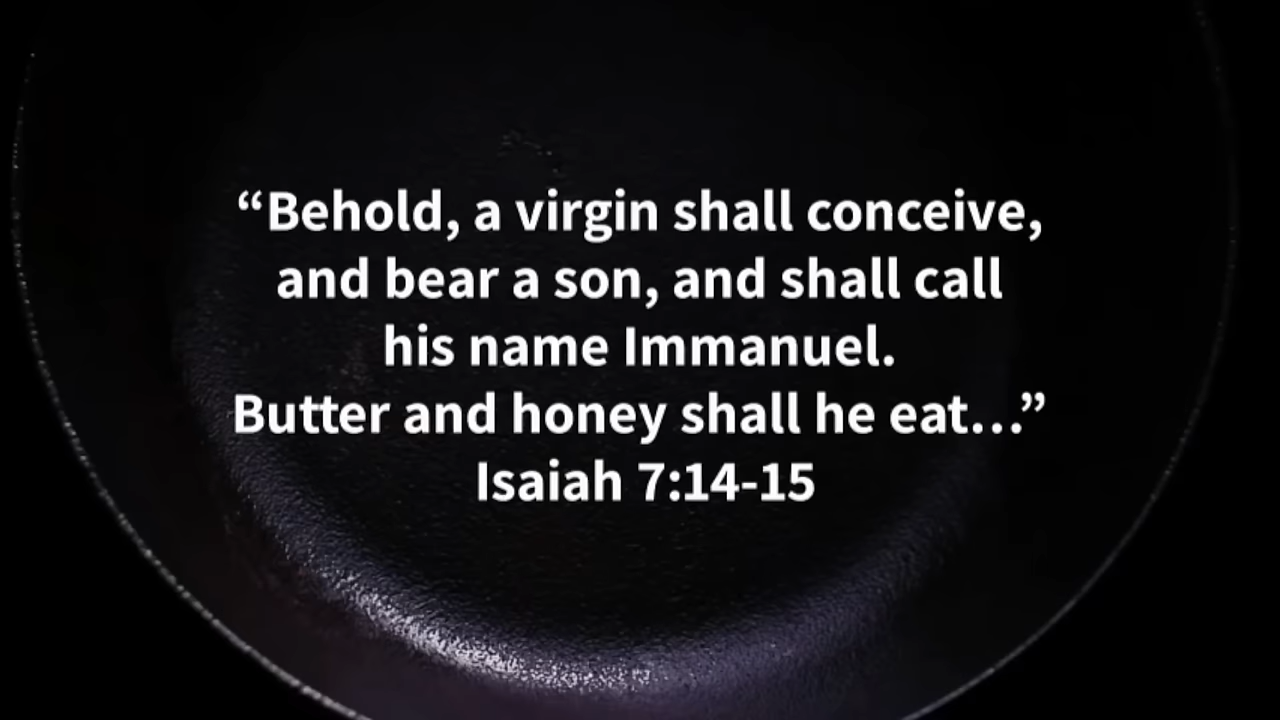 “Behold, a virgin shall conceive,
and bear a son, and shall call
his name Immanuel.
Butter and honey shall he eat…”
Isaiah 7:14-15